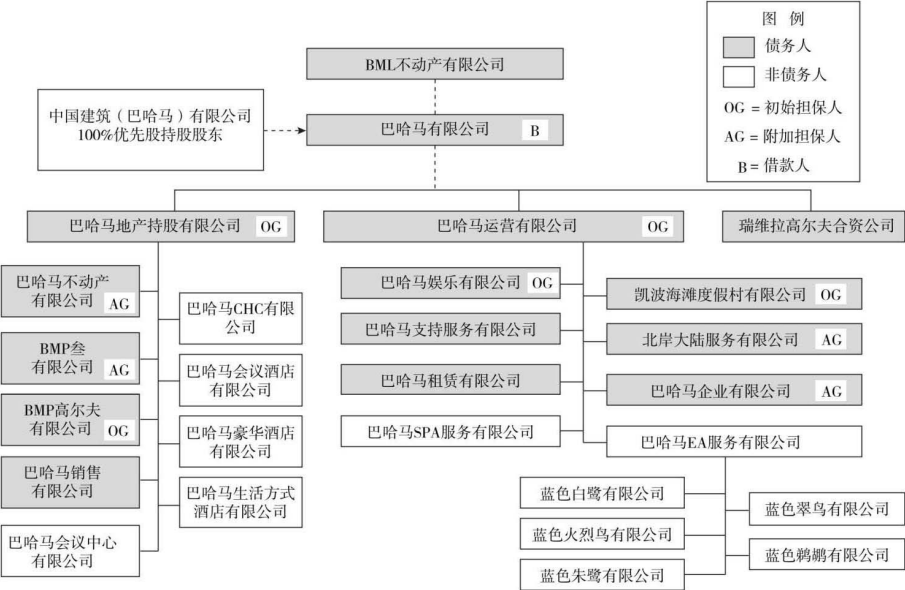 图 例
债务人
非债务人
OG = 初始担保人
AG = 附加担保人
B = 借款人
BML不动产有限公司
中国建筑（巴哈马）有限公司
100%优先股持股股东
巴哈马有限公司 B
巴哈马地产持股有限公司 OG
巴哈马运营有限公司 OG
瑞维拉高尔夫合资公司
巴哈马不动产
有限公司 AG
巴哈马CHC有限
公司
BMP叁
有限公司 AG
巴哈马会议酒店
有限公司
BMP高尔夫
有限公司 OG
巴哈马豪华酒店
有限公司
巴哈马销售
有限公司
巴哈马生活方式
酒店有限公司
巴哈马会议中心
有限公司
巴哈马娱乐有限公司 OG
凯波海滩度假村有限公司 OG
巴哈马支持服务有限公司
北岸大陆服务有限公司 AG
巴哈马租赁有限公司
巴哈马企业有限公司 AG
巴哈马SPA服务有限公司
巴哈马EA服务有限公司
蓝色白鹭有限公司
蓝色翠鸟有限公司
蓝色火烈鸟有限公司
蓝色鹈鹕有限公司
蓝色朱鹭有限公司